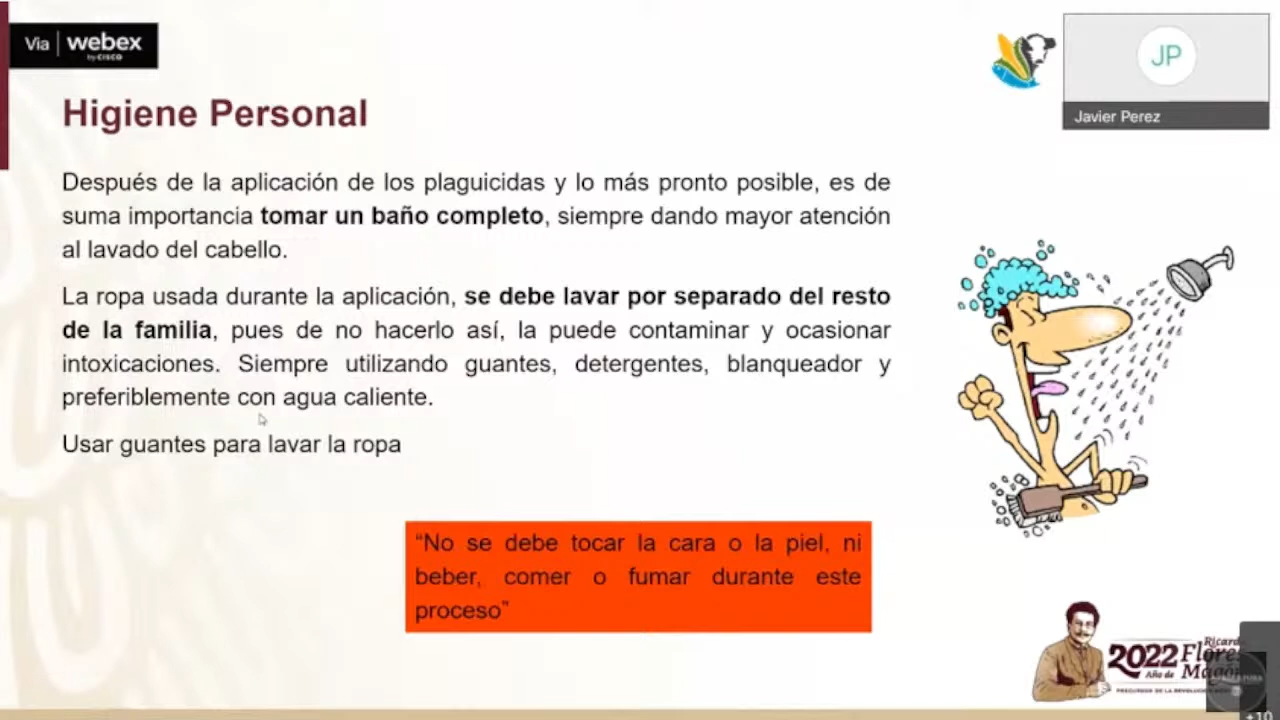 Via webex
by CISCO
JP
Javier Perez
Higiene Personal
Después de la aplicación de los plaguicidas y lo más pronto posible, es de
suma importancia tomar un baño completo, siempre dando mayor atención
al lavado del cabello.
La ropa usada durante la aplicación, se debe lavar por separado del resto
de la familia, pues de no hacerlo así, la puede contaminar y ocasionar
intoxicaciones. Siempre utilizando guantes, detergentes, blanqueador y
preferiblemente con agua caliente.
Usar guantes para lavar la ropa
“No se debe tocar la cara o la piel, ni
beber, comer o fumar durante este
proceso”
2022
Año de
Flores
PRECURSOR DE LA REVOLUCIÓN